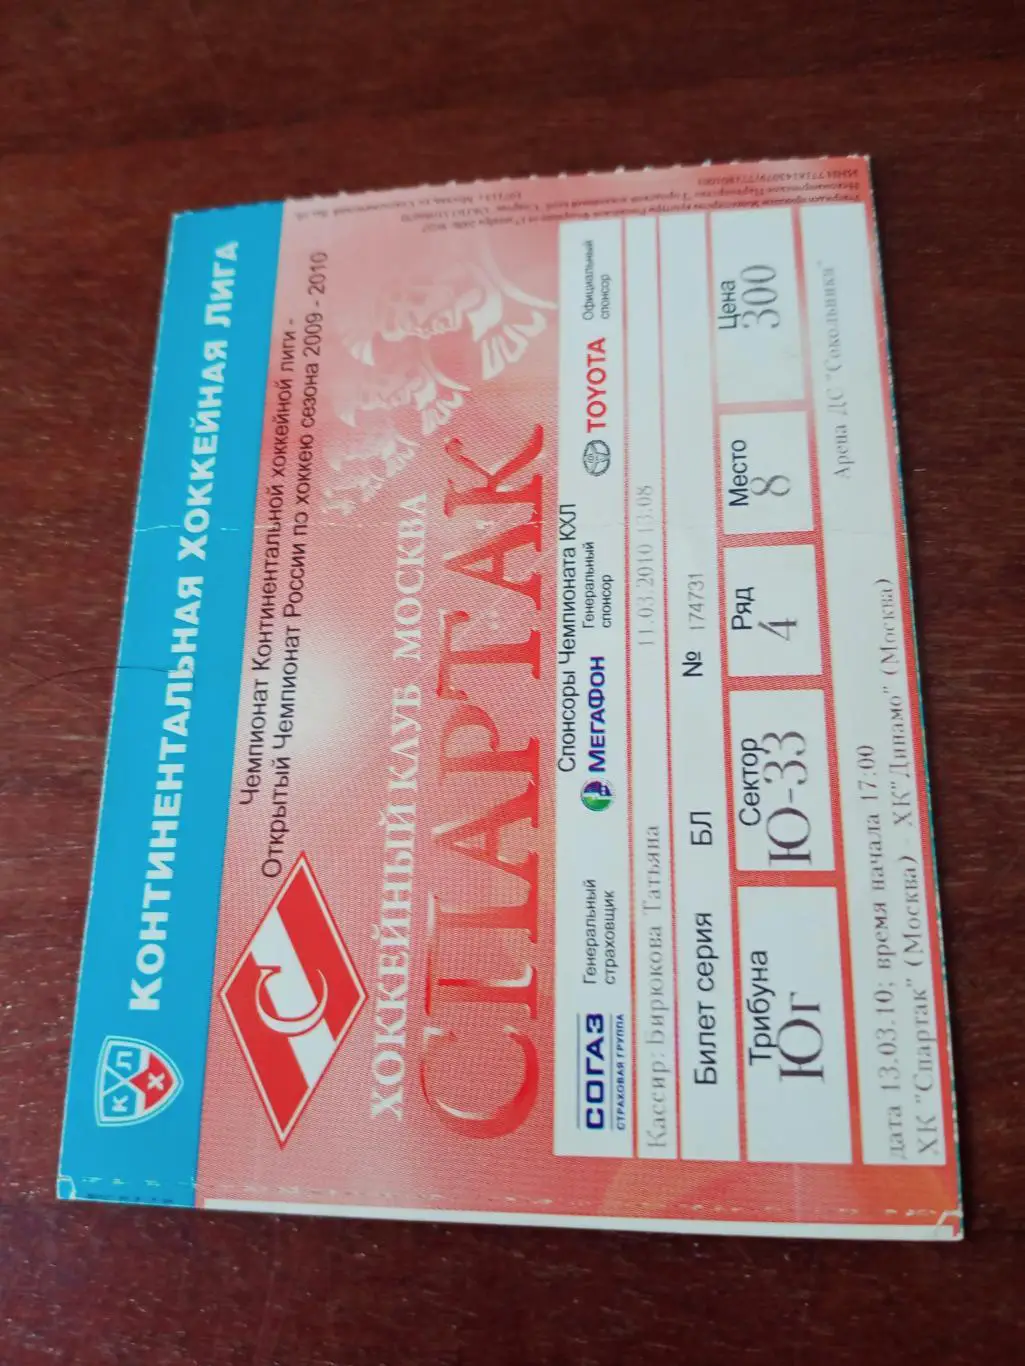 КОНТИНЕНТАЛЬНАЯ ХОККЕЙНАЯ ЛИГА
К Х Л
Чемпионат Континентальной хоккейной лиги -
Открытый Чемпионат России по хоккею сезона 2009 - 2010
С
ХОККЕЙНЫЙ КЛУБ МОСКВА
СПАРТАК
Спонсоры Чемпионата КХЛ
СОГАЗ
СТРАХОВАЯ ГРУППА
Генеральный
страховщик
МЕГАФОН
Генеральный
спонсор
TOYOTA
Официальный
спонсор
Кассир: Бирюкова Татьяна 11.03.2010 13:08
Билет серия БЛ № 174731
Трибуна Сектор Ряд Место Цена
Юг Ю-33 4 8 300
дата 13.03.10; время начала 17:00 Арена ДС "Сокольники"
ХК "Спартак" (Москва) - ХК"Динамо" (Москва)